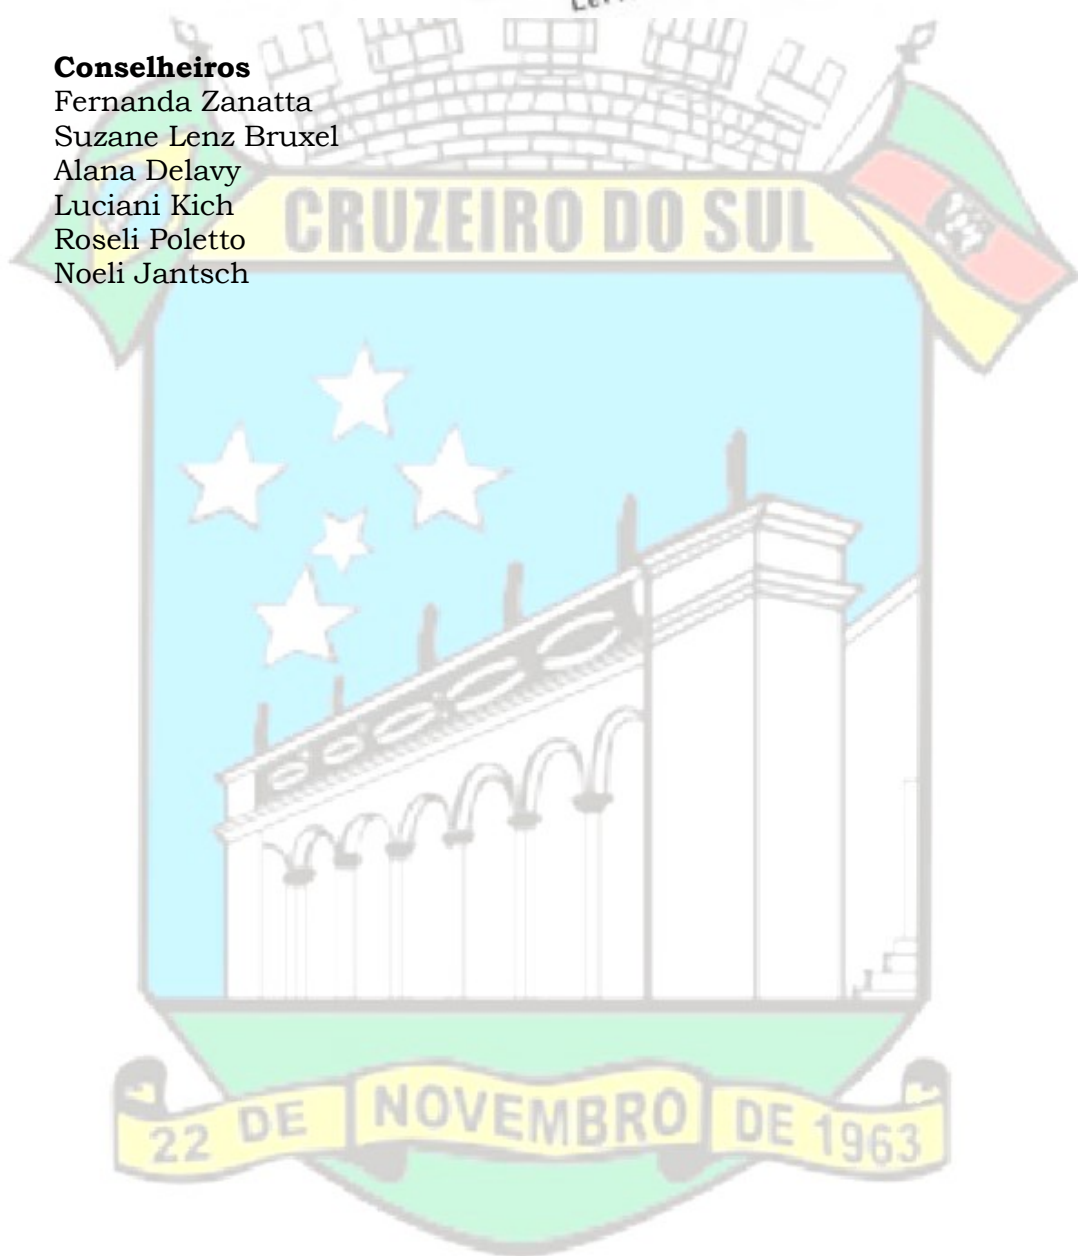 Conselheiros
Fernanda Zanatta
Suzane Lenz Bruxel
Alana Delavy
Luciani Kich
Roseli Poletto
Noeli Jantsch
CRUZEIRO DO SUL
22 DE NOVEMBRO DE 1963